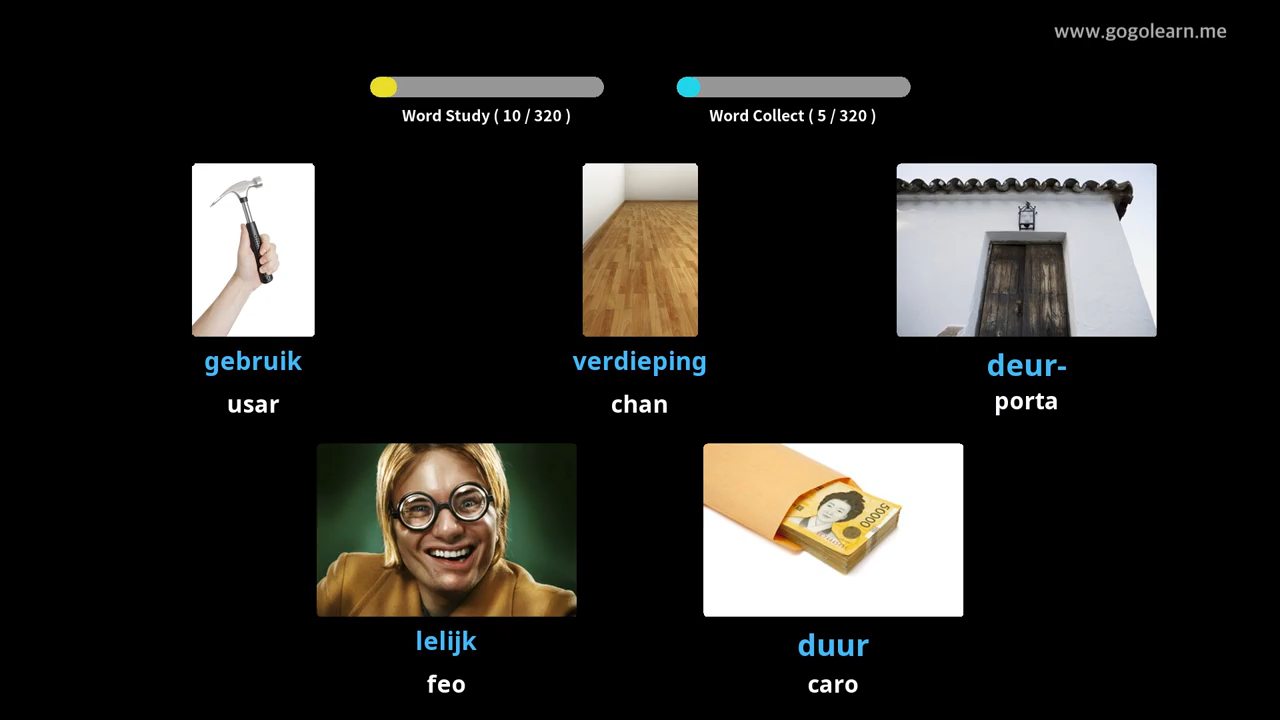 www.gogolearn.me
Word Study ( 10 / 320 )
Word Collect ( 5 / 320 )
gebruik
usar
verdieping
chan
deur-
porta
lelijk
feo
duur
caro
50000